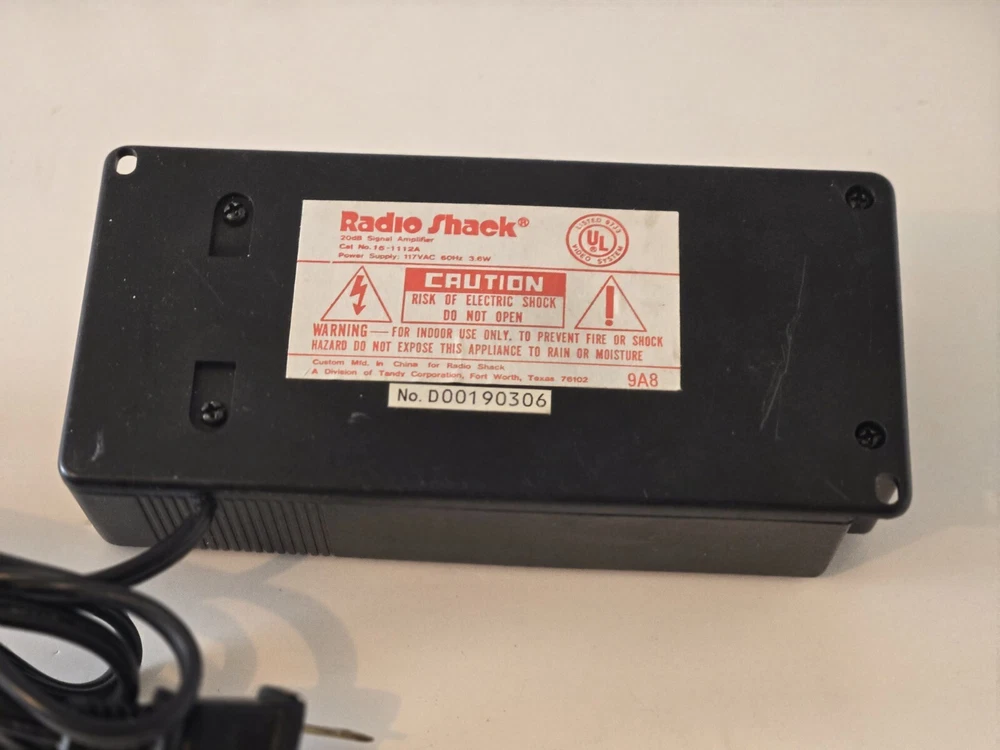 Radio Shack®
20dB Signal Amplifier
Cat No. 15-1112A
Power Supply: 117VAC 60Hz 3.6W
LISTED 8773
UL
VIDEO SYSTEM
CAUTION
RISK OF ELECTRIC SHOCK
DO NOT OPEN
WARNING — FOR INDOOR USE ONLY, TO PREVENT FIRE OR SHOCK
HAZARD DO NOT EXPOSE THIS APPLIANCE TO RAIN OR MOISTURE
Custom Mfd. in China for Radio Shack
A Division of Tandy Corporation, Fort Worth, Texas 76102
9A8
No. D00190306